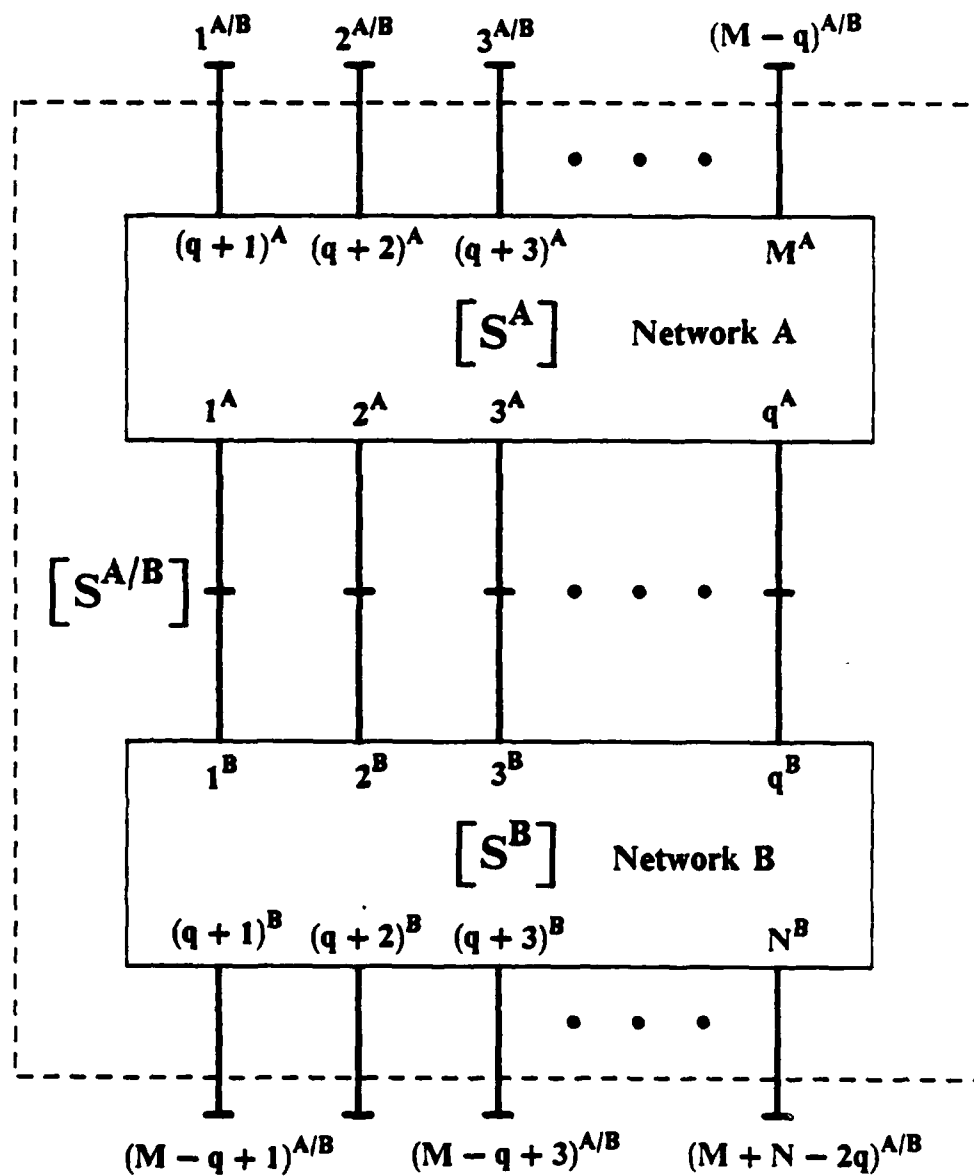 1^{A/B} 2^{A/B} 3^{A/B} (M − q)^{A/B}
• • •
(q + 1)^A (q + 2)^A (q + 3)^A M^A
[S^A] Network A
1^A 2^A 3^A q^A
[S^{A/B}] • • •
1^B 2^B 3^B q^B
[S^B] Network B
(q + 1)^B (q + 2)^B (q + 3)^B N^B
• • •
(M − q + 1)^{A/B} (M − q + 3)^{A/B} (M + N − 2q)^{A/B}